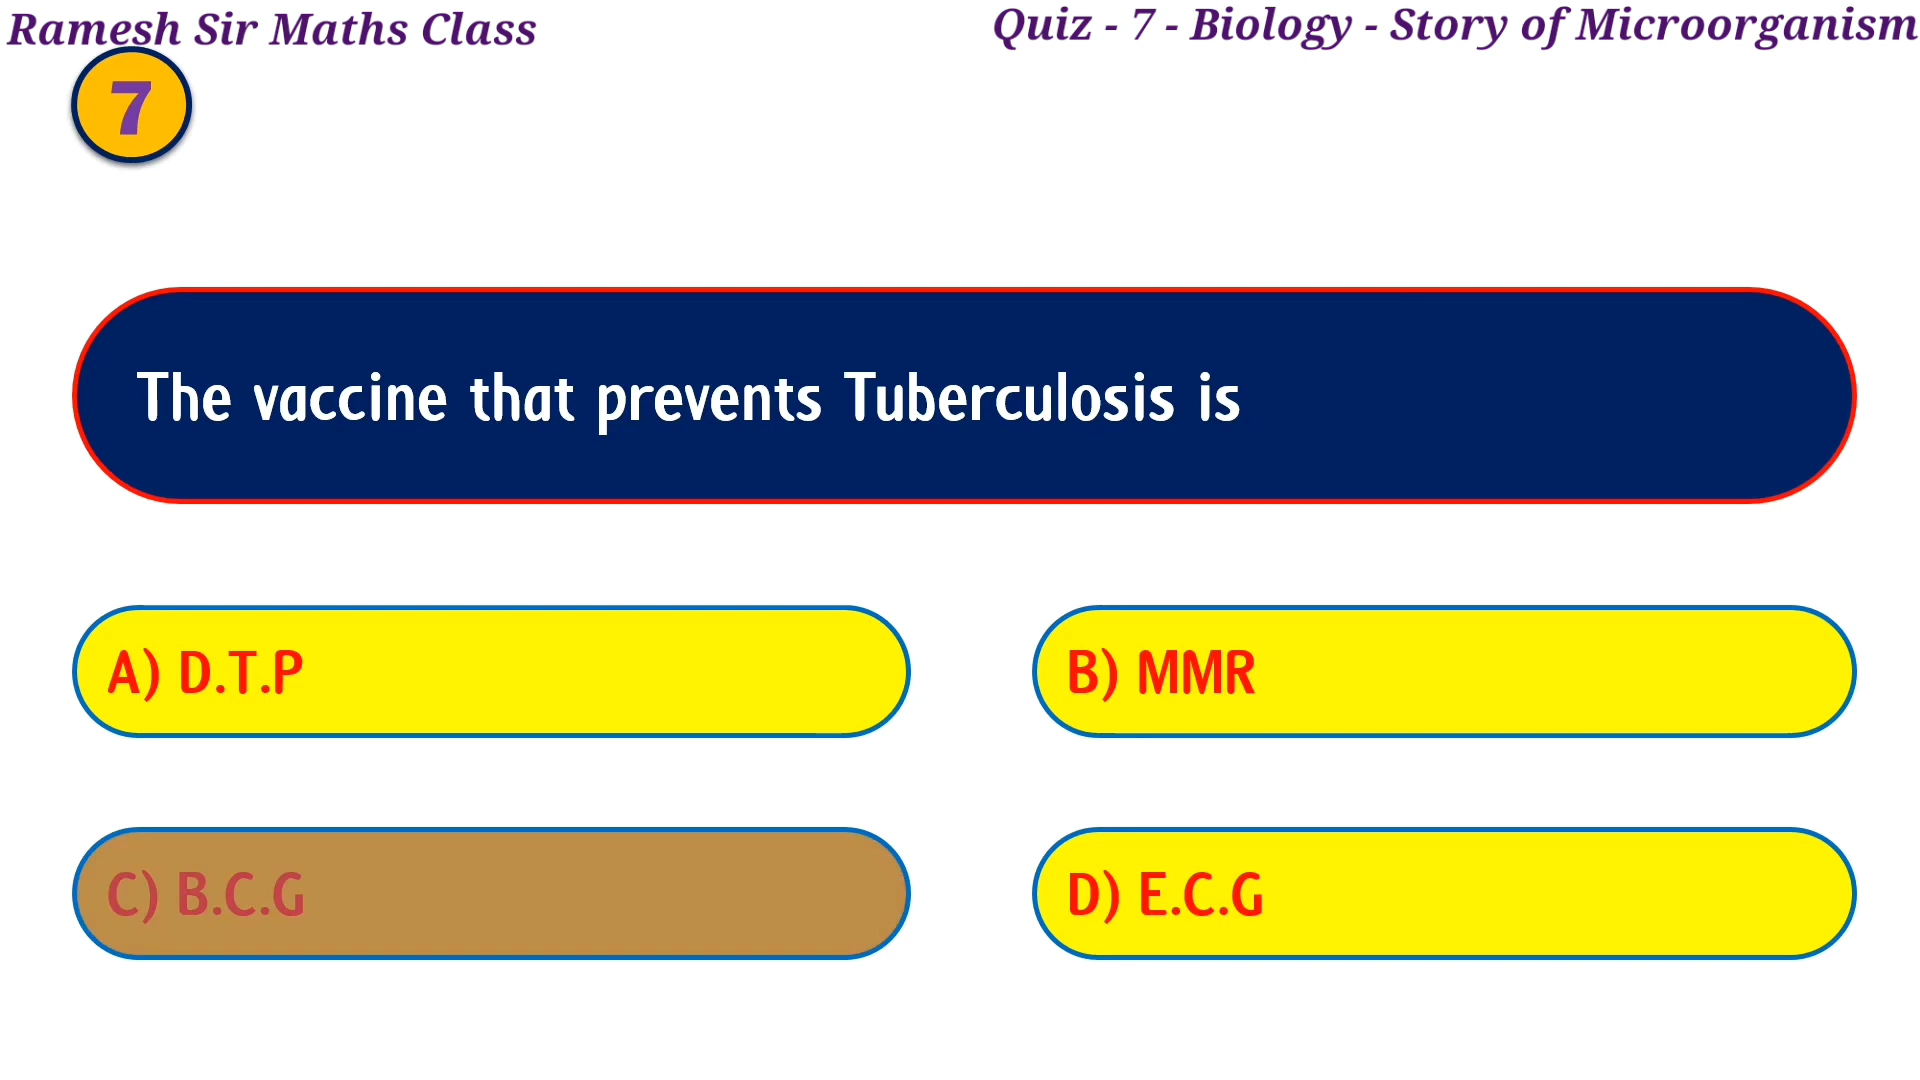 Ramesh Sir Maths Class
Quiz - 7 - Biology - Story of Microorganism
7
The vaccine that prevents Tuberculosis is
A) D.T.P
B) MMR
C) B.C.G
D) E.C.G